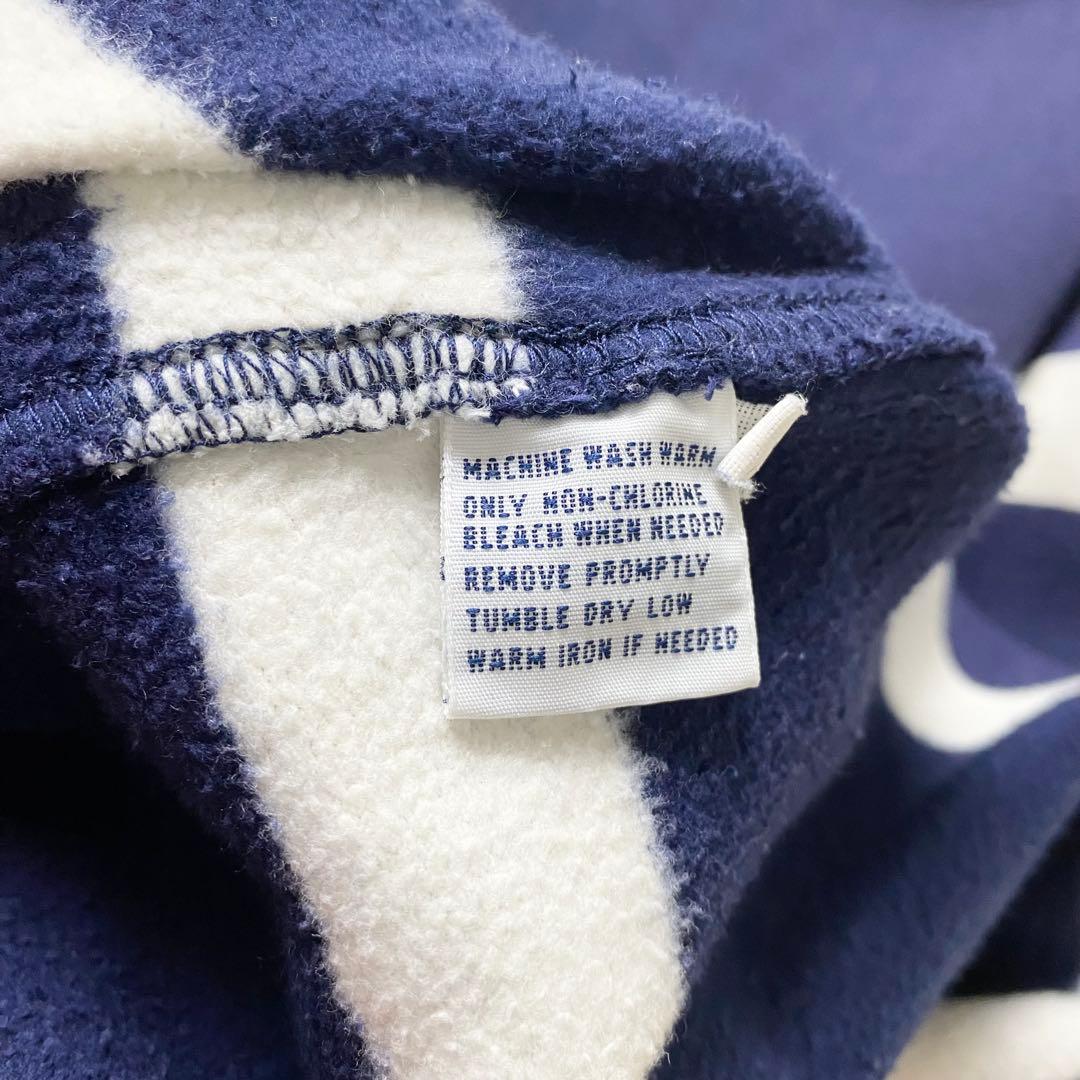 MACHINE WASH WARM
ONLY NON-CHLORINE
BLEACH WHEN NEEDED
REMOVE PROMPTLY
TUMBLE DRY LOW
WARM IRON IF NEEDED